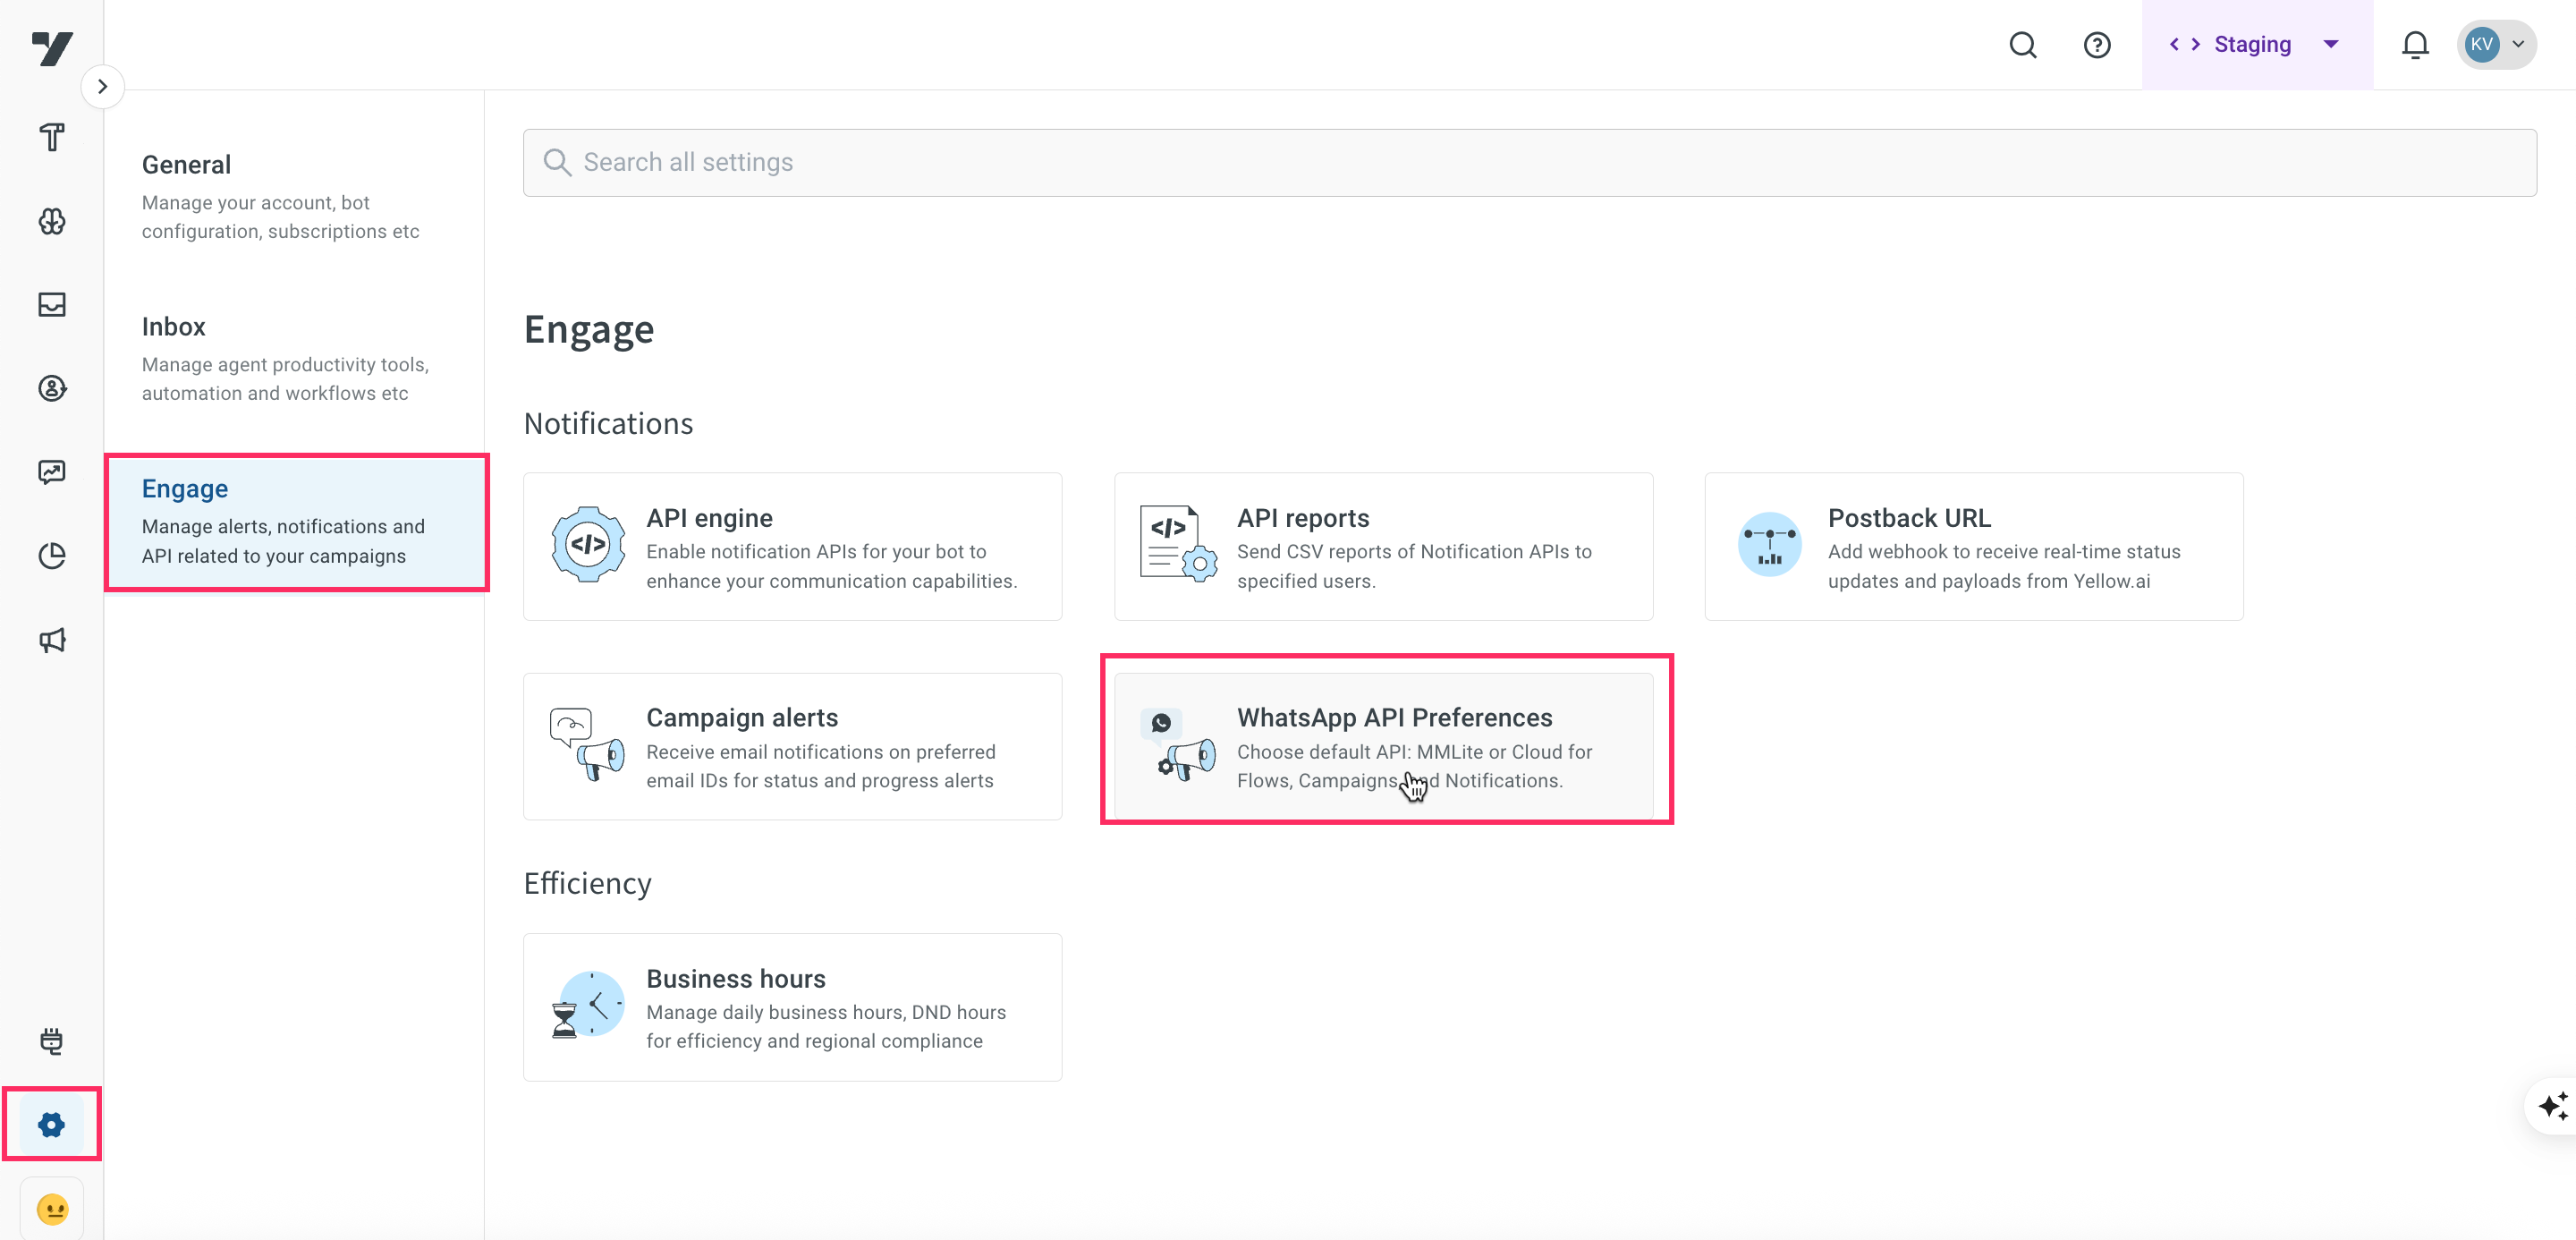 Staging
KV
General
Manage your account, bot
configuration, subscriptions etc
Inbox
Manage agent productivity tools,
automation and workflows etc
Engage
Manage alerts, notifications and
API related to your campaigns
Search all settings
Engage
Notifications
API engine
Enable notification APIs for your bot to
enhance your communication capabilities.
API reports
Send CSV reports of Notification APIs to
specified users.
Postback URL
Add webhook to receive real-time status
updates and payloads from Yellow.ai
Campaign alerts
Receive email notifications on preferred
email IDs for status and progress alerts
WhatsApp API Preferences
Choose default API: MMLite or Cloud for
Flows, Campaigns, and Notifications.
Efficiency
Business hours
Manage daily business hours, DND hours
for efficiency and regional compliance